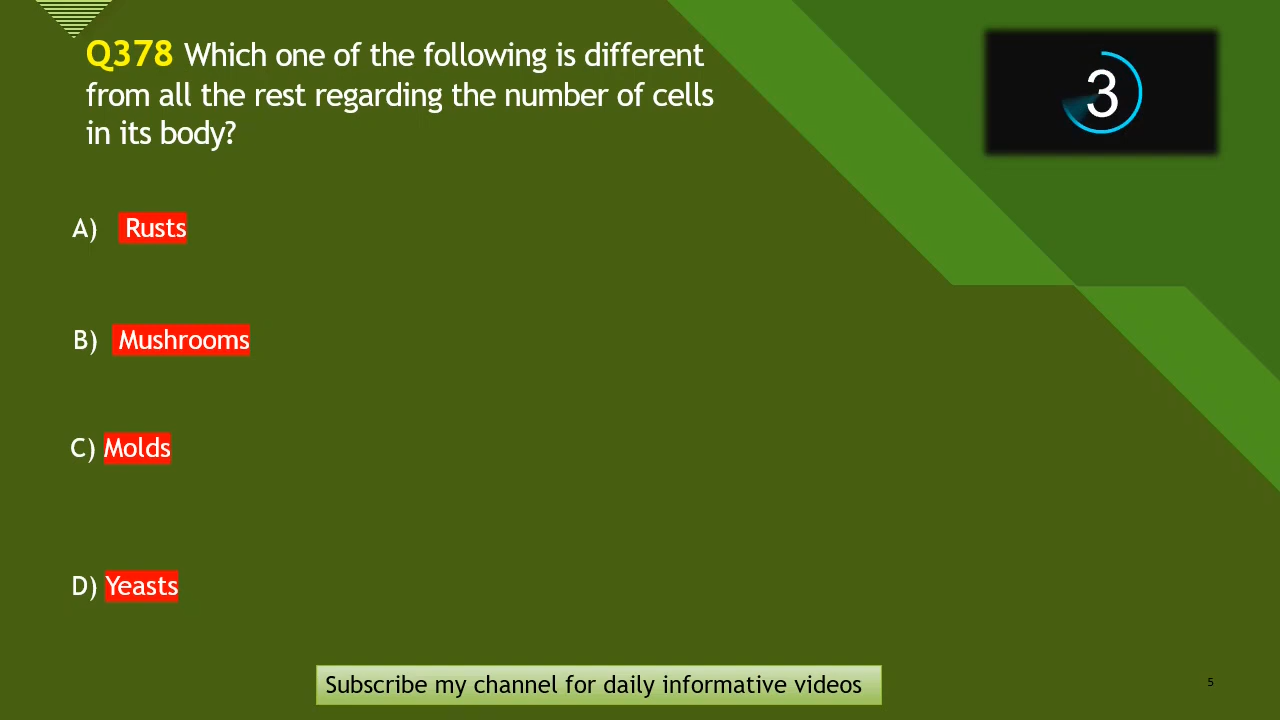 Q378 Which one of the following is different
from all the rest regarding the number of cells
in its body?
3
A) Rusts
B) Mushrooms
C) Molds
D) Yeasts
Subscribe my channel for daily informative videos
5